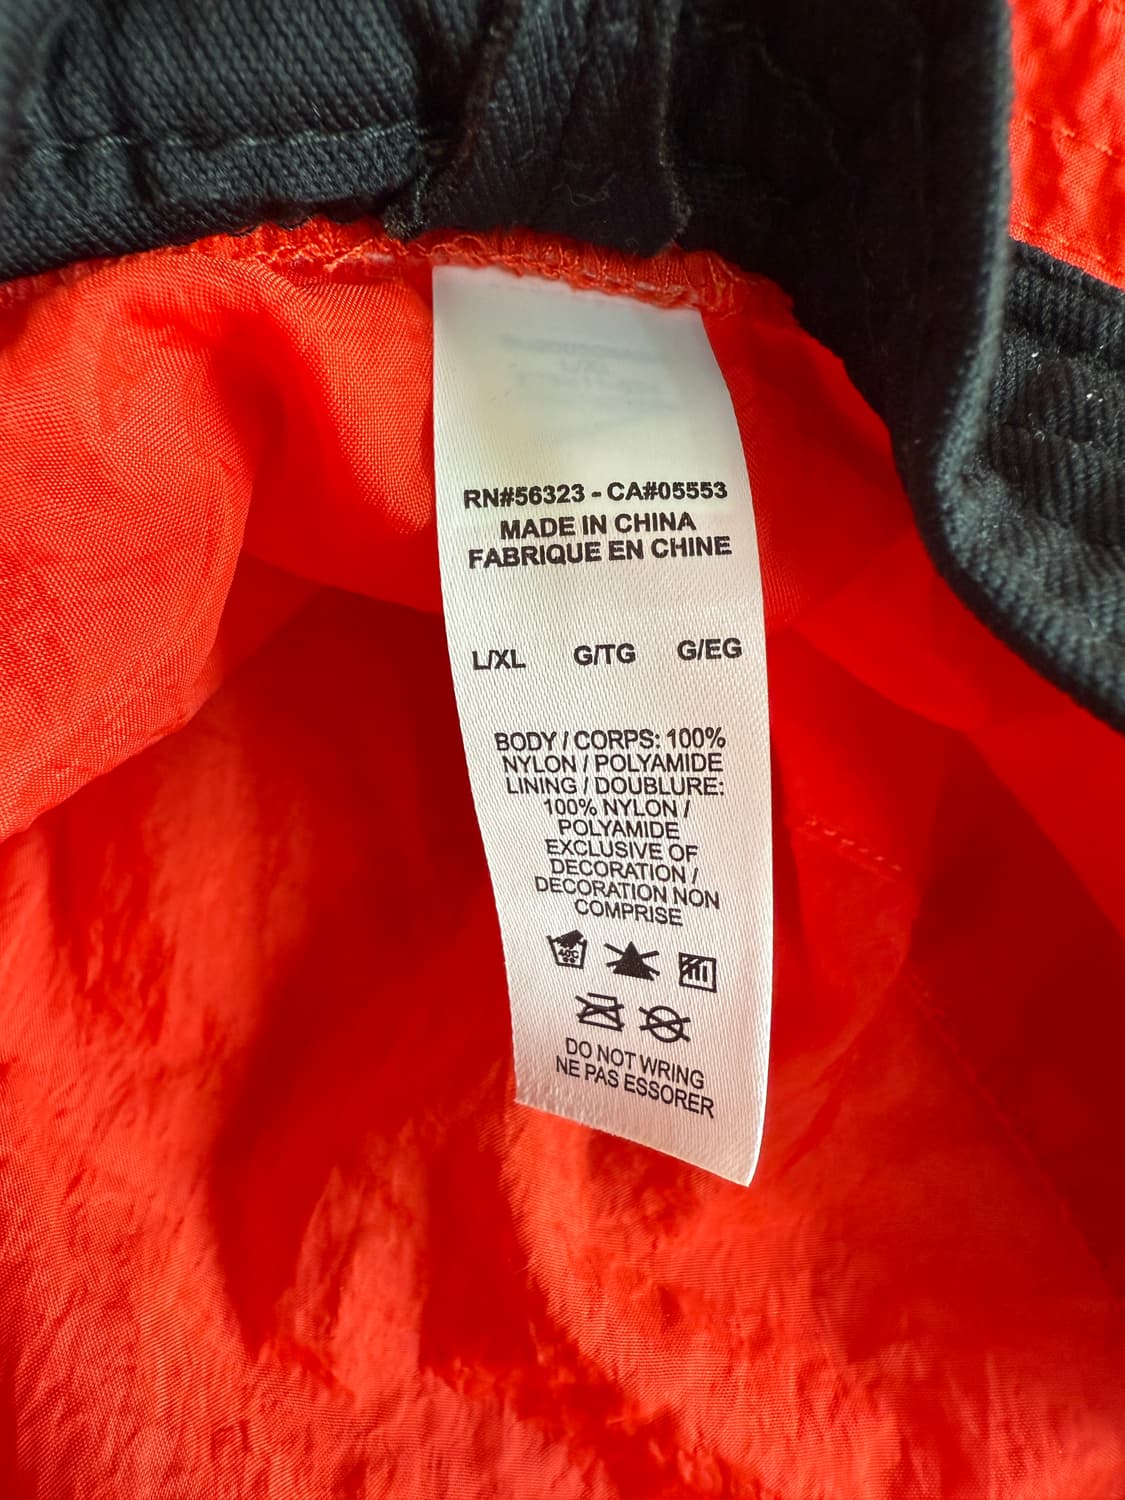 RN#56323 - CA#05553
MADE IN CHINA
FABRIQUE EN CHINE
L/XL G/TG G/EG
BODY / CORPS: 100%
NYLON / POLYAMIDE
LINING / DOUBLURE:
100% NYLON /
POLYAMIDE
EXCLUSIVE OF
DECORATION /
DECORATION NON
COMPRISE
40C
DO NOT WRING
NE PAS ESSORER